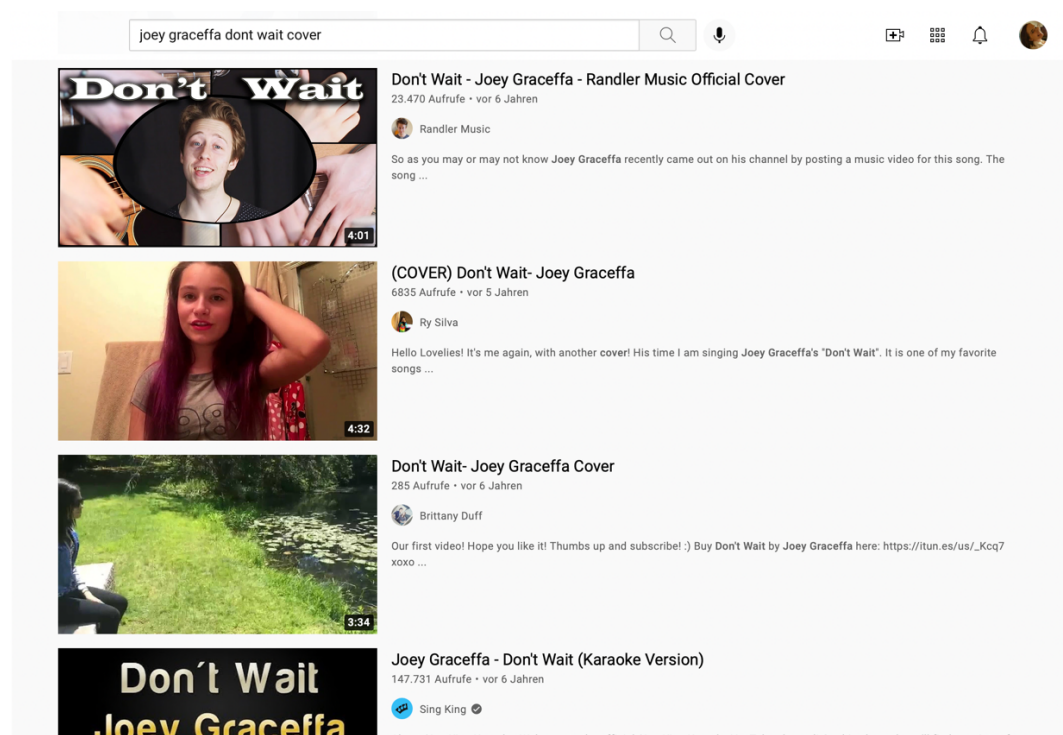 joey graceffa dont wait cover
Don't Wait
4:01
Don't Wait - Joey Graceffa - Randler Music Official Cover
23.470 Aufrufe • vor 6 Jahren
Randler Music
So as you may or may not know Joey Graceffa recently came out on his channel by posting a music video for this song. The
song ...
4:32
(COVER) Don't Wait- Joey Graceffa
6835 Aufrufe • vor 5 Jahren
Ry Silva
Hello Lovelies! It's me again, with another cover! His time I am singing Joey Graceffa's "Don't Wait". It is one of my favorite
songs ...
3:34
Don't Wait- Joey Graceffa Cover
285 Aufrufe • vor 6 Jahren
Brittany Duff
Our first video! Hope you like it! Thumbs up and subscribe! :) Buy Don't Wait by Joey Graceffa here: https://itun.es/us/_Kcq7
xoxo ...
Don´t Wait
Joey Graceffa
Joey Graceffa - Don't Wait (Karaoke Version)
147.731 Aufrufe • vor 6 Jahren
Sing King